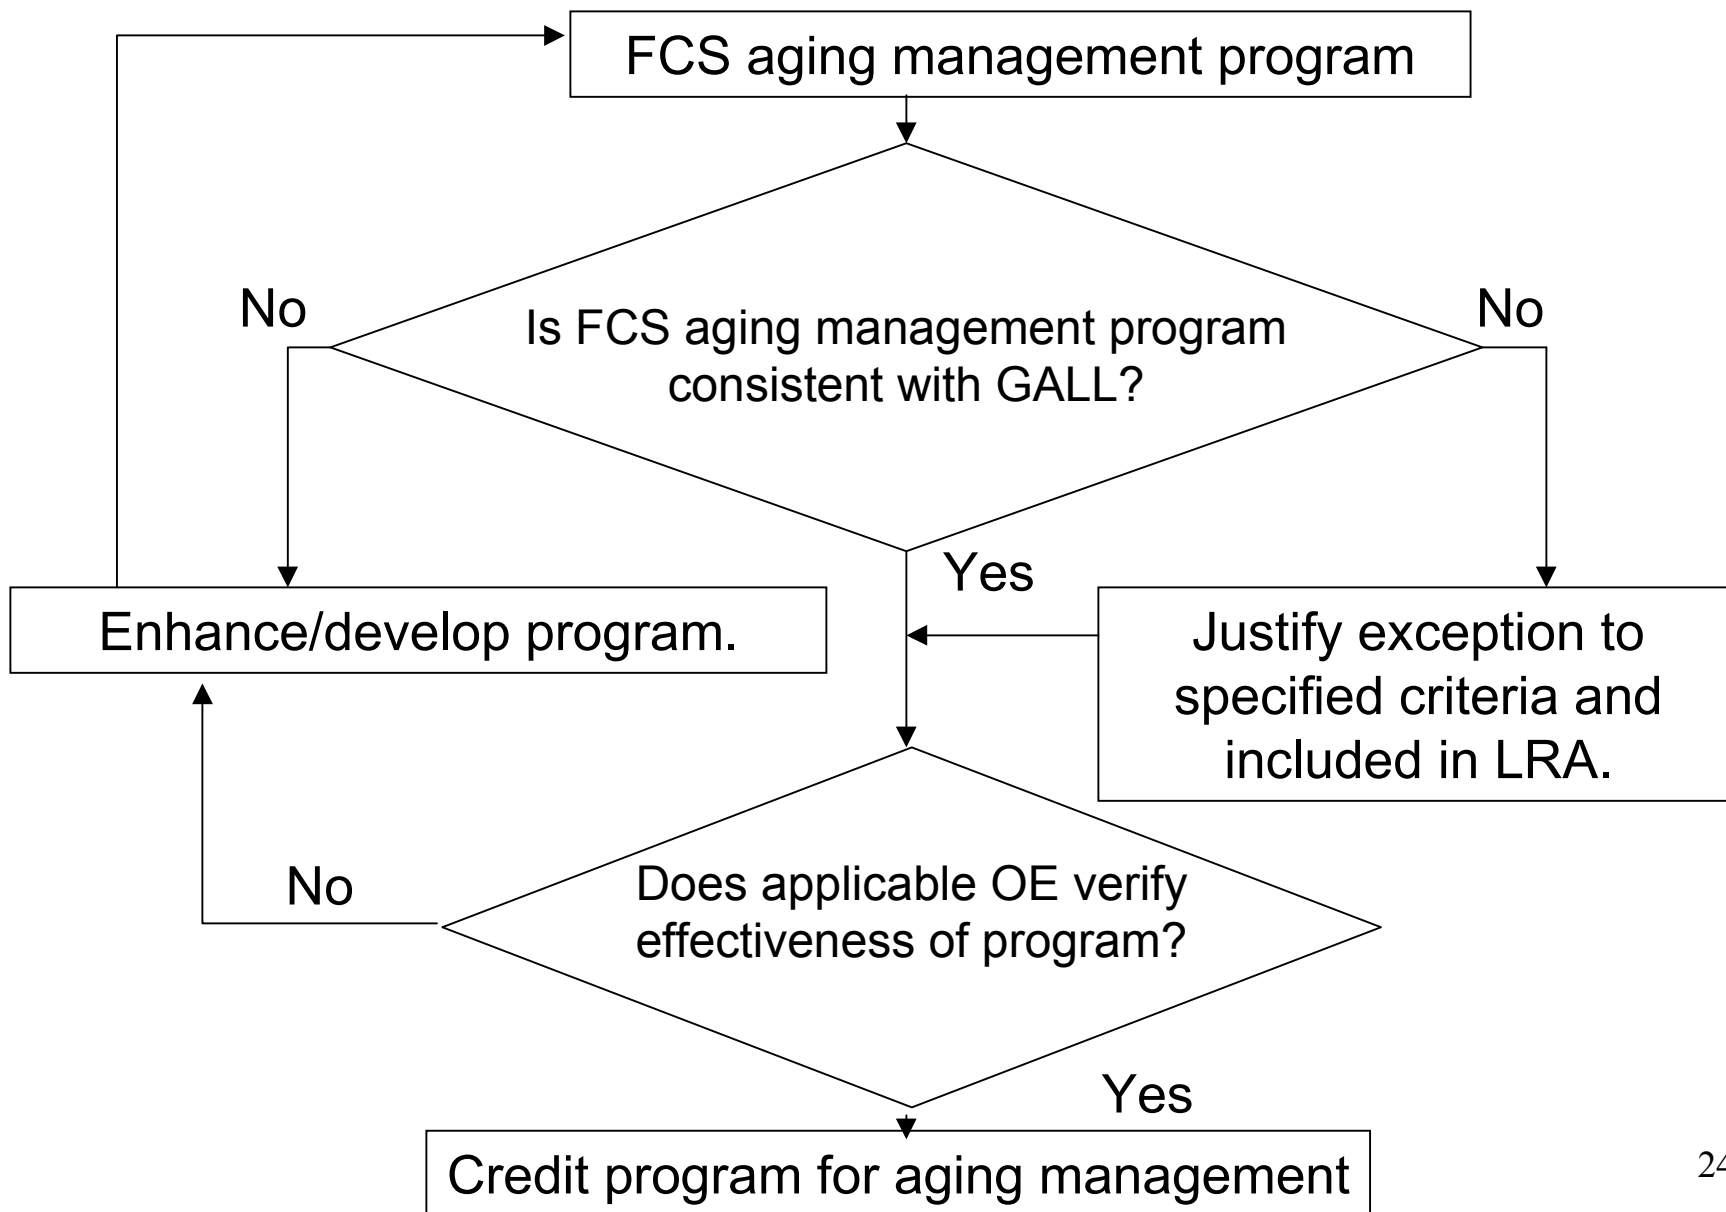 FCS aging management program
No
No
Is FCS aging management program
consistent with GALL?
Yes
Enhance/develop program.
Justify exception to
specified criteria and
included in LRA.
No
Does applicable OE verify
effectiveness of program?
Yes
Credit program for aging management
24